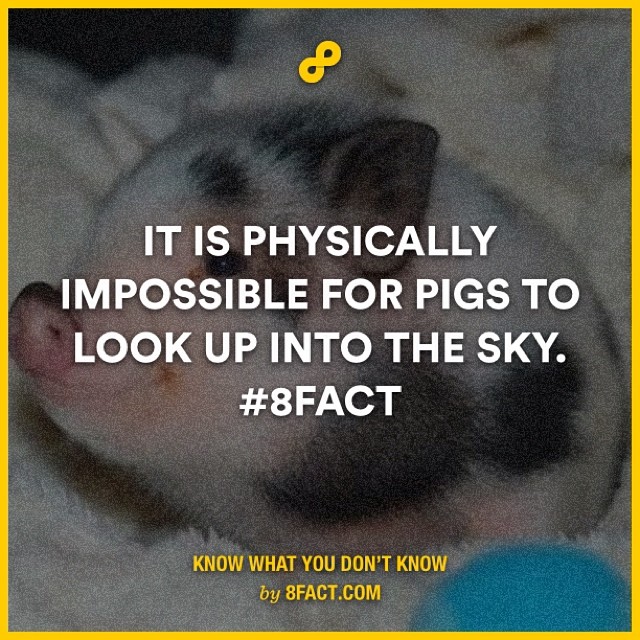 IT IS PHYSICALLY
IMPOSSIBLE FOR PIGS TO
LOOK UP INTO THE SKY.
#8FACT
KNOW WHAT YOU DON'T KNOW
by 8FACT.COM